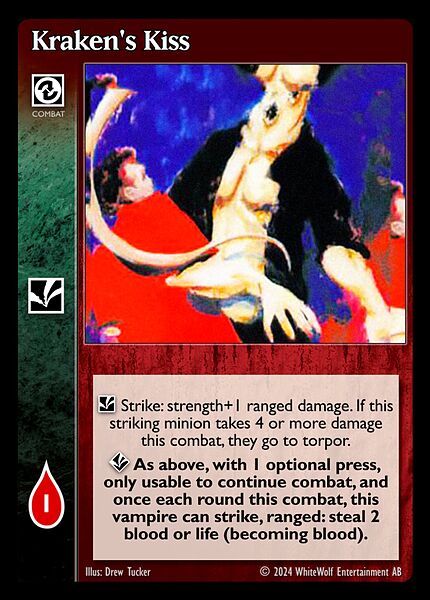 Kraken's Kiss
COMBAT
Strike: strength+1 ranged damage. If this
striking minion takes 4 or more damage
this combat, they go to torpor.
As above, with 1 optional press,
only usable to continue combat, and
once each round this combat, this
vampire can strike, ranged: steal 2
blood or life (becoming blood).
1
Illus: Drew Tucker
© 2024 WhiteWolf Entertainment AB